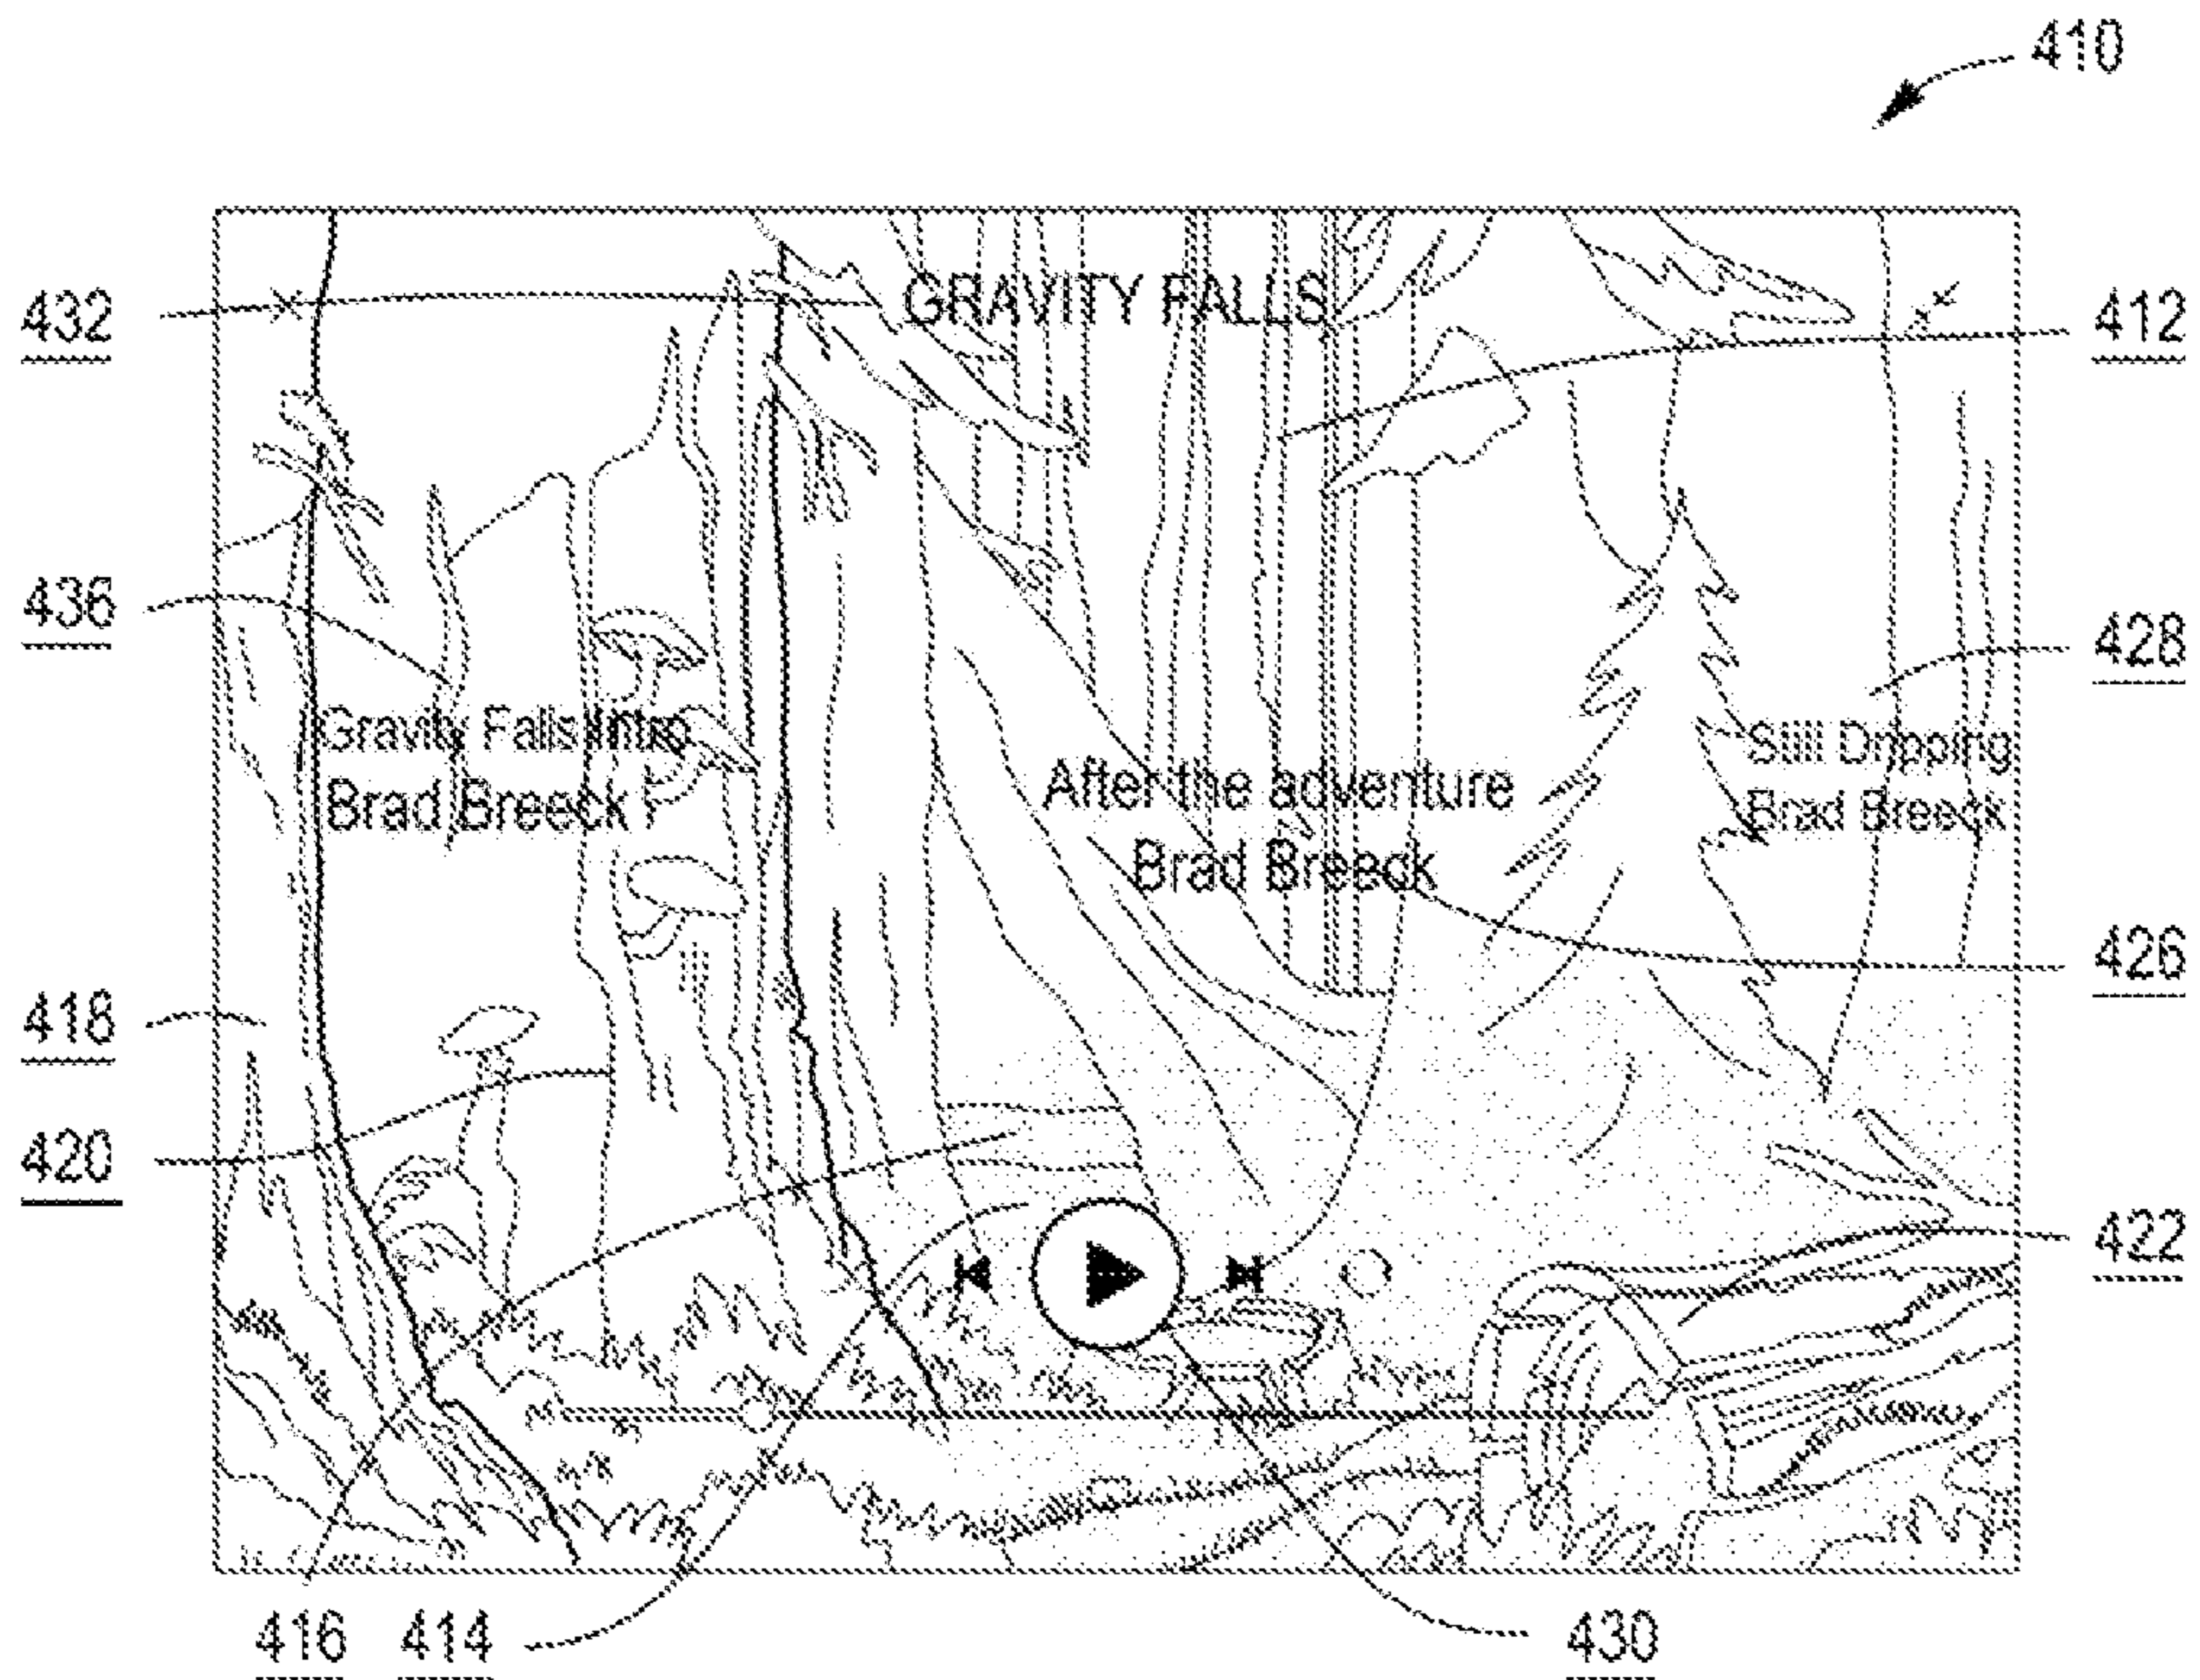 410
GRAVITY FALLS
432
412
436
428
Gravity Falls Intro
Brad Breeck
After the adventure
Brad Breeck
Still Dripping
Brad Breeck
426
418
420
422
416
414
430